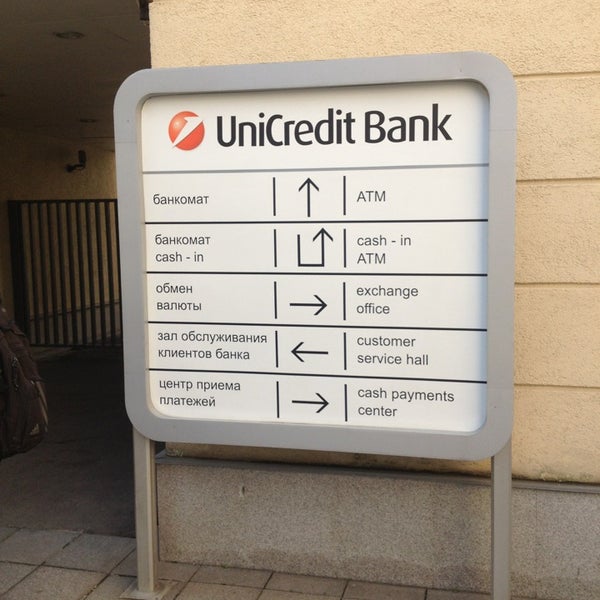 UniCredit Bank
банкомат ATM
банкомат cash - in
cash - in ATM
обмен exchange
валюты office
зал обслуживания customer
клиентов банка service hall
центр приема cash payments
платежей center